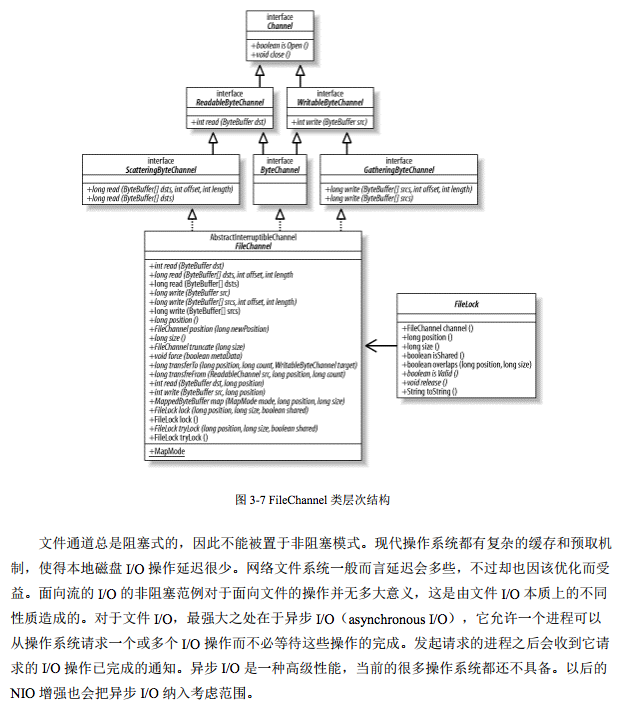 interface
Channel
+boolean is Open ()
+void close ()
interface
ReadableByteChannel
+int read (ByteBuffer dst)
interface
WritableByteChannel
+int write (ByteBuffer src)
interface
ScatteringByteChannel
+long read (ByteBuffer[] dsts, int offset, int length)
+long read (ByteBuffer[] dsts)
interface
ByteChannel
interface
GatheringByteChannel
+long write (ByteBuffer[] srcs, int offset, int length)
+long write (ByteBuffer[] srcs)
AbstractInterruptibleChannel
FileChannel
+int read (ByteBuffer dst)
+long read (ByteBuffer[] dsts, int offset, int length
+long read (ByteBuffer[] dsts)
+long write (ByteBuffer src)
+long write (ByteBuffer[] srcs, int offset, int length)
+long write (ByteBuffer[] srcs)
+long position ()
+FileChannel position (long newPosition)
+long size ()
+FileChannel truncate (long size)
+void force (boolean metaData)
+long transferTo (long position, long count, WritableByteChannel target)
+long transfreFrom (ReadableChannel src, long position, long count)
+int read (ByteBuffer dst, long position)
+int write (ByteBuffer src, long position)
+MappedByteBuffer map (MapMode mode, long position, long size)
+FileLock lock (long position, long size, boolean shared)
+FileLock lock ()
+FileLock tryLock (long position, long size, boolean shared)
+FileLock tryLock ()
+MapMode
FileLock
+FileChannel channel ()
+long position ()
+long size ()
+boolean isShared ()
+boolean overlaps (long position, long size)
+boolean is Valid ()
+void release ()
+String toString ()
图 3-7 FileChannel 类层次结构
文件通道总是阻塞式的，因此不能被置于非阻塞模式。现代操作系统都有复杂的缓存和预取机
制，使得本地磁盘 I/O 操作延迟很少。网络文件系统一般而言延迟会多些，不过却也因该优化而受
益。面向流的 I/O 的非阻塞范例对于面向文件的操作并无多大意义，这是由文件 I/O 本质上的不同
性质造成的。对于文件 I/O，最强大之处在于异步 I/O（asynchronous I/O），它允许一个进程可以
从操作系统请求一个或多个 I/O 操作而不必等待这些操作的完成。发起请求的进程之后会收到它请
求的 I/O 操作已完成的通知。异步 I/O 是一种高级性能，当前的很多操作系统都还不具备。以后的
NIO 增强也会把异步 I/O 纳入考虑范围。